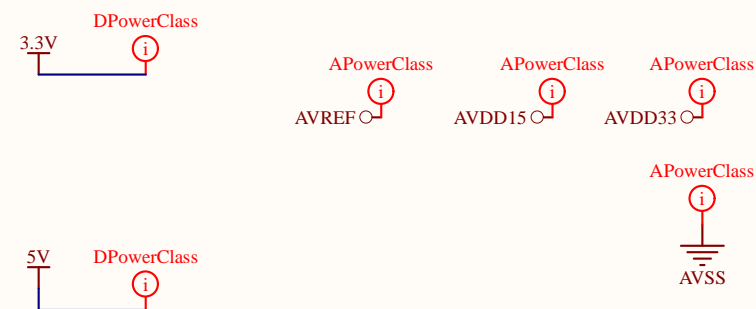 DPowerClass
3.3V
i
APowerClass
APowerClass
APowerClass
i
i
i
AVREF
AVDD15
AVDD33
APowerClass
i
5V
DPowerClass
i
AVSS